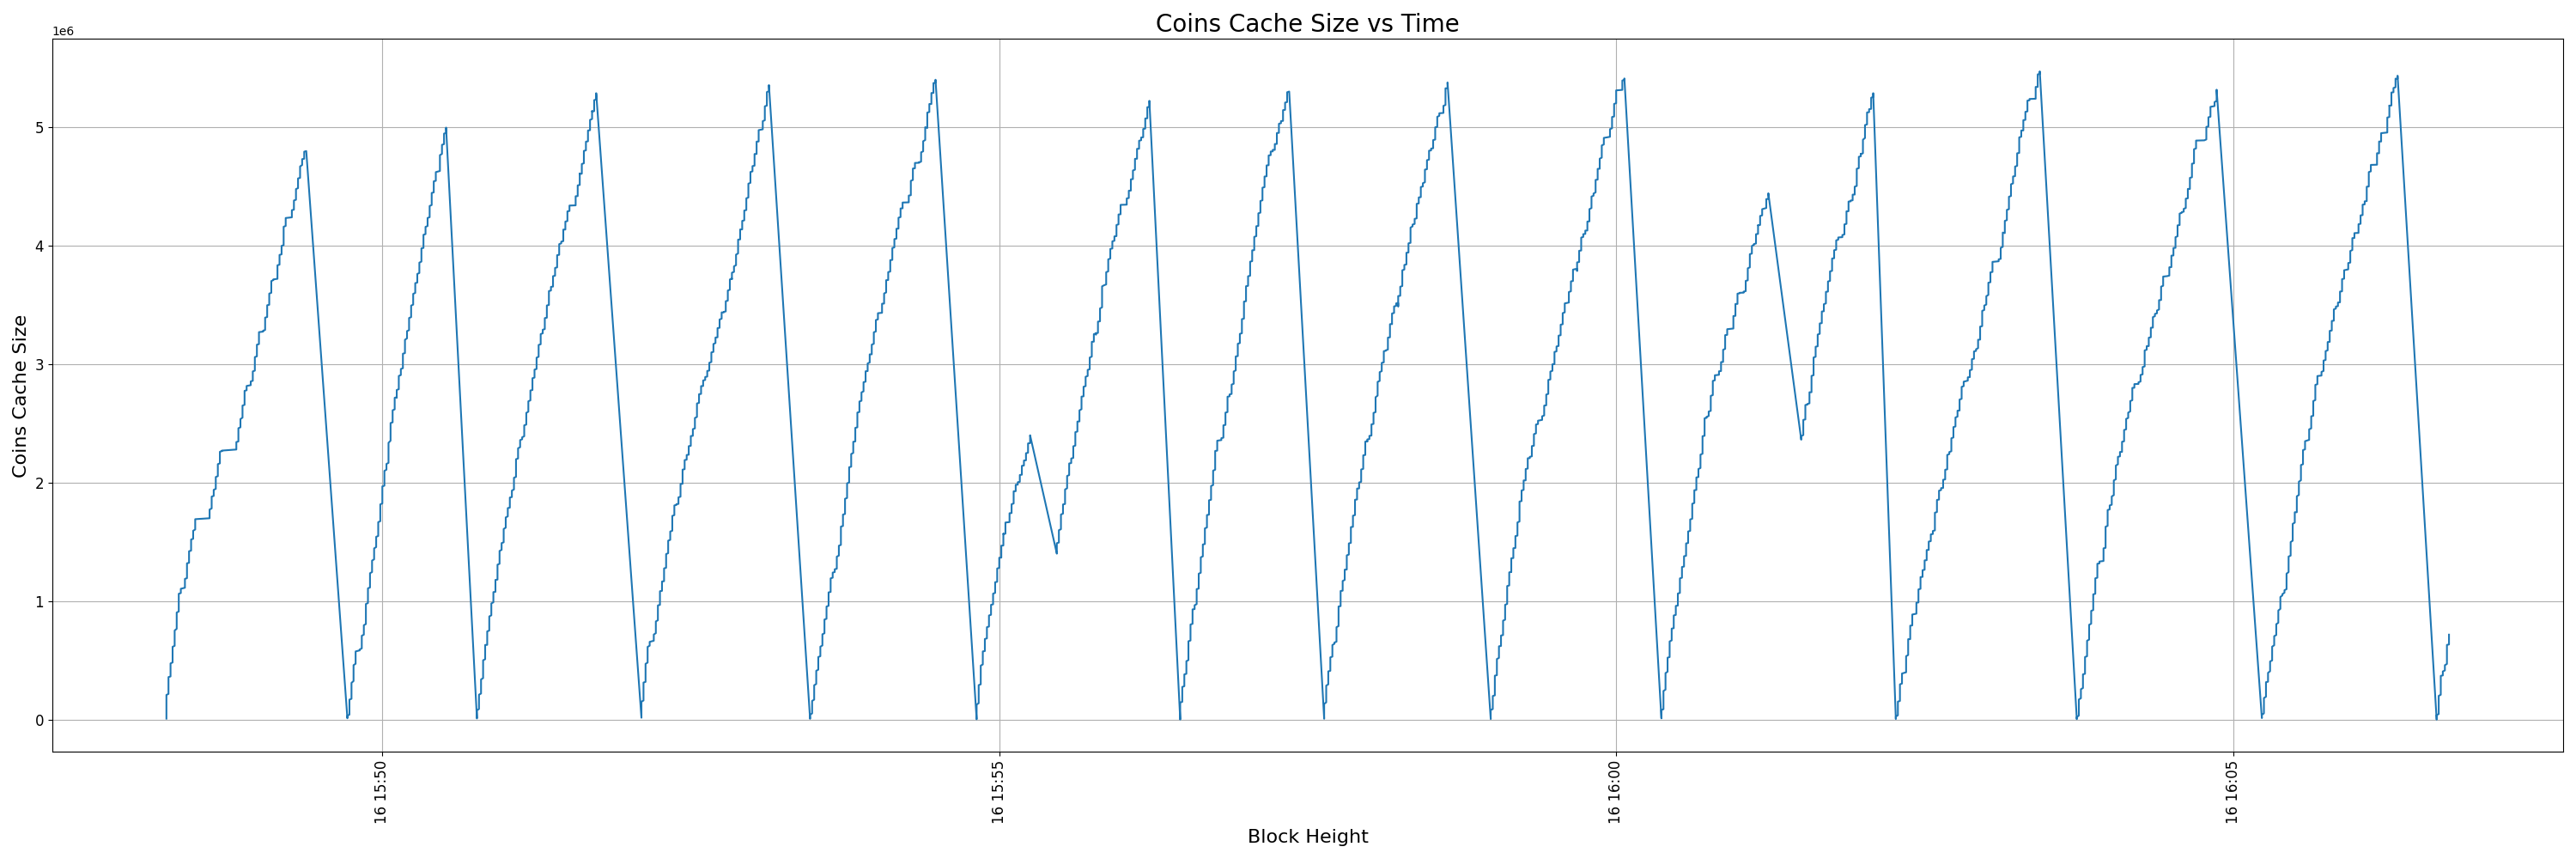 Coins Cache Size vs Time
1e6
Coins Cache Size
5
4
3
2
1
0
16 15:50
16 15:55
16 16:00
16 16:05
Block Height